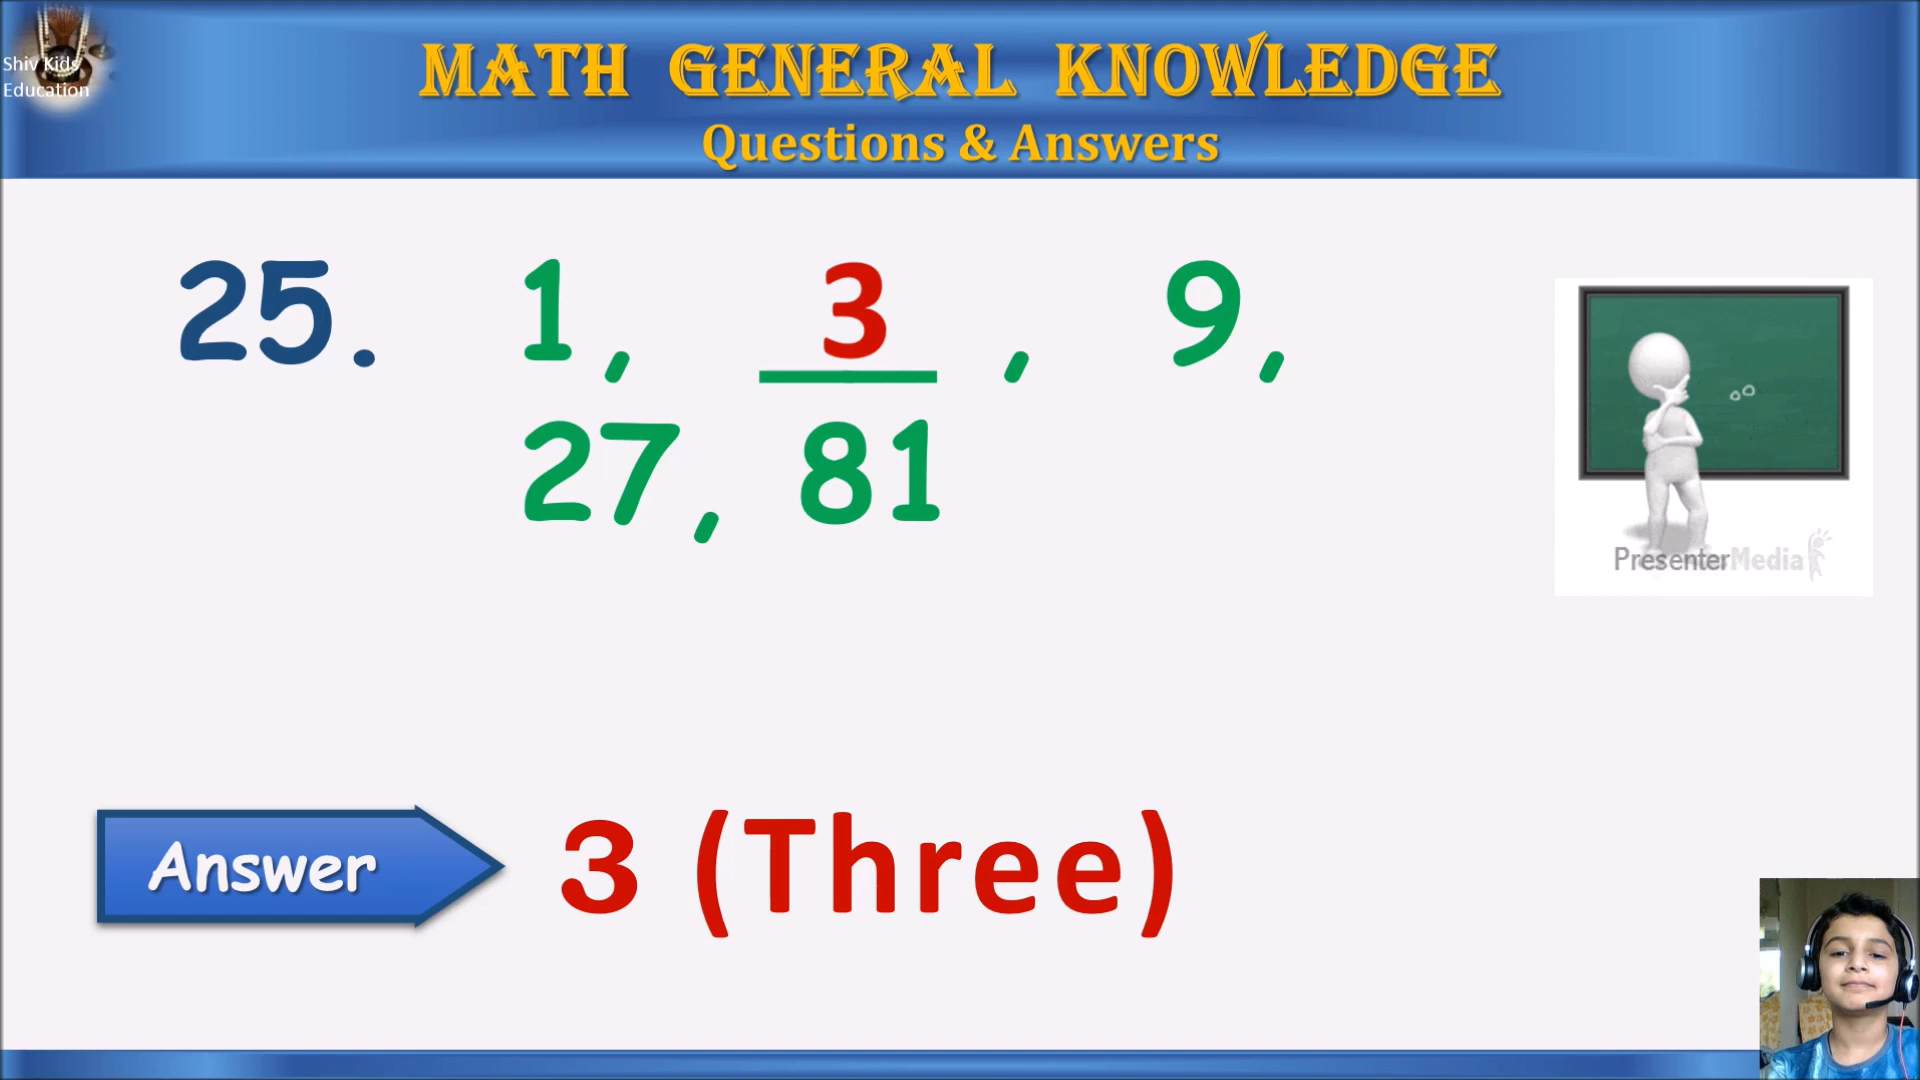 Shiv Kids
Education
MATH GENERAL KNOWLEDGE
Questions & Answers
25. 1, 3, 9,
27, 81
PresenterMedia
Answer 3 (Three)